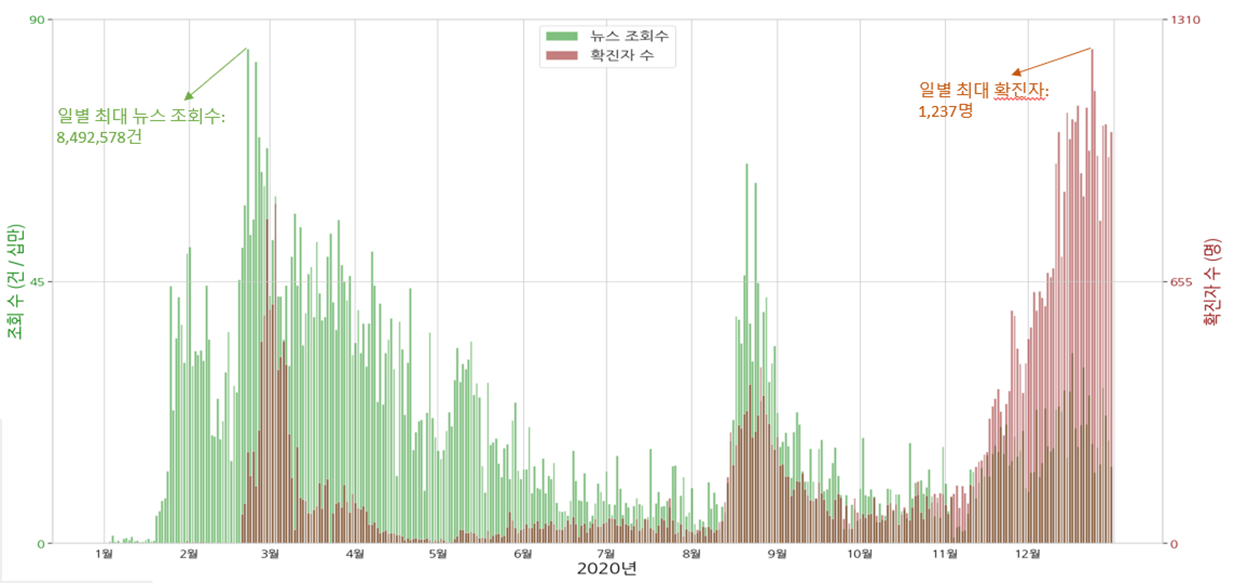 90
1310
뉴스 조회수
확진자 수
일별 최대 뉴스 조회수:
8,492,578건
일별 최대 확진자:
1,237명
조회 수 (건 / 십만)
확진자 수 (명)
45
655
0
0
1월 2월 3월 4월 5월 6월 7월 8월 9월 10월 11월 12월
2020년